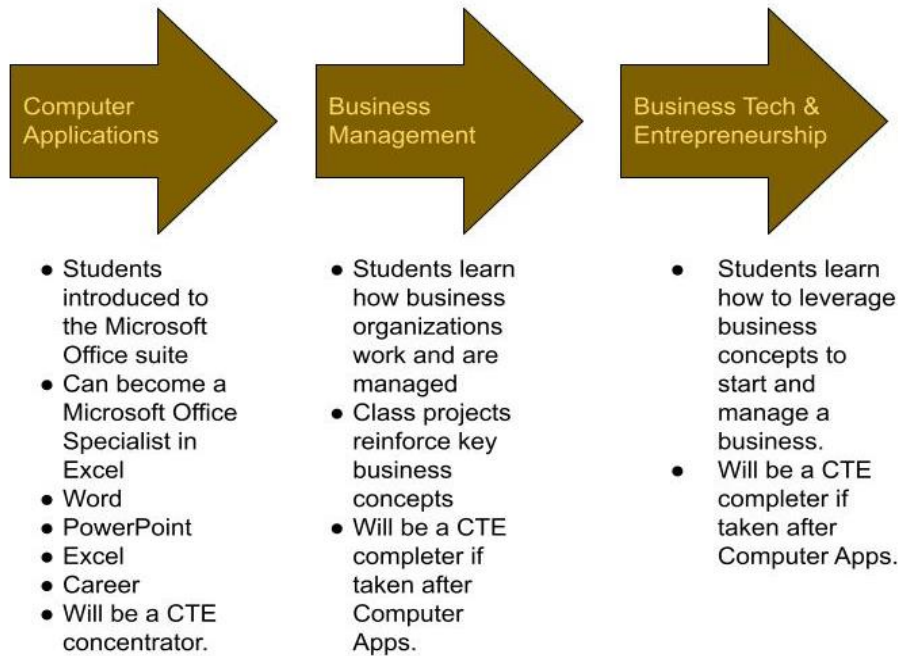 Computer
Applications
Business
Management
Business Tech &
Entrepreneurship
● Students
introduced to
the Microsoft
Office suite
● Can become a
Microsoft Office
Specialist in
Excel
● Word
● PowerPoint
● Excel
● Career
● Will be a CTE
concentrator.
● Students learn
how business
organizations
work and are
managed
● Class projects
reinforce key
business
concepts
● Will be a CTE
completer if
taken after
Computer
Apps.
● Students learn
how to leverage
business
concepts to
start and
manage a
business.
● Will be a CTE
completer if
taken after
Computer Apps.